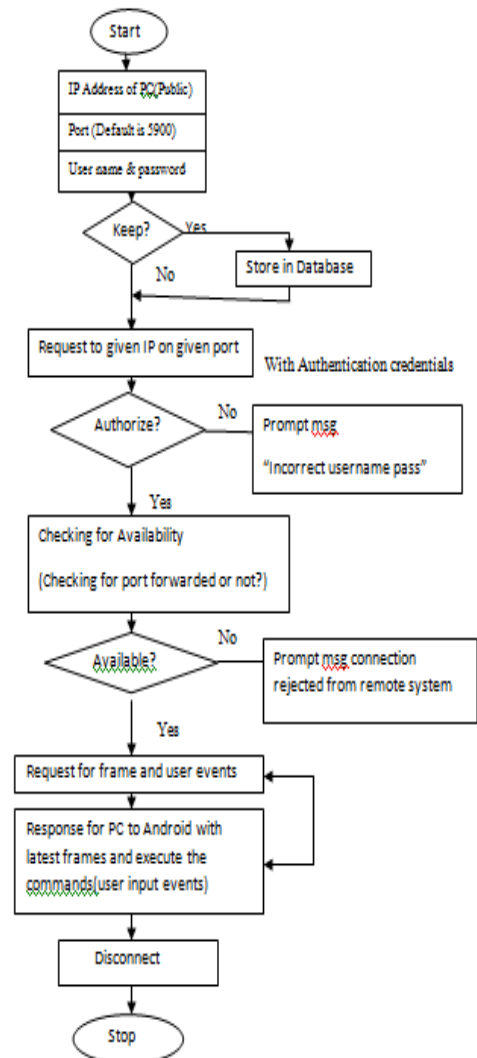 Start
IP Address of PC(Public)
Port (Default is 5900)
User name & password
Keep?
Yes
Store in Database
No
Request to given IP on given port
With Authentication credentials
Authorize?
No
Prompt msg
“Incorrect username pass”
Yes
Checking for Availability
(Checking for port forwarded or not?)
Available?
No
Prompt msg connection
rejected from remote system
Yes
Request for frame and user events
Response for PC to Android with
latest frames and execute the
commands(user input events)
Disconnect
Stop